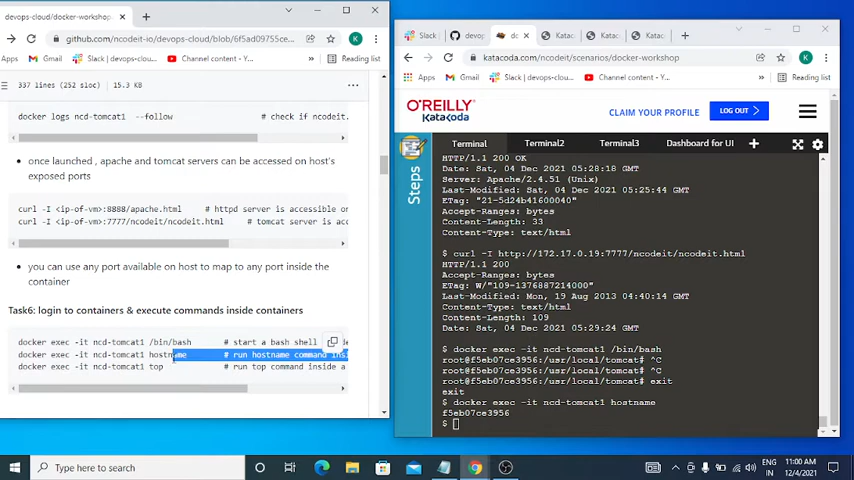 devops-cloud/docker-workshop
github.com/ncodeit-io/devops-cloud/blob/6f5ad09755ce...
Apps
Gmail
Slack | devops-clou...
Channel content - Y...
Reading list
337 lines (252 sloc)
15.3 KB
docker logs ncd-tomcat1 --follow # check if ncodeit.
• once launched , apache and tomcat servers can be accessed on host's
exposed ports
curl -I <ip-of-vm>:8888/apache.html # httpd server is accessible on
curl -I <ip-of-vm>:7777/ncodeit/ncodeit.html # tomcat server is acc
• you can use any port available on host to map to any port inside the
container
Task6: login to containers & execute commands inside containers
docker exec -it ncd-tomcat1 /bin/bash # start a bash shell
docker exec -it ncd-tomcat1 hostname # run hostname command insi
docker exec -it ncd-tomcat1 top # run top command inside a
Slack |
devop
dc
Kataco
Kataco
Kataco
katacoda.com/ncodeit/scenarios/docker-workshop
Apps
Gmail
Slack | devops-clou...
Channel content - Y...
Reading list
O'REILLY
Katacoda
CLAIM YOUR PROFILE
LOG OUT
Steps
Terminal
Terminal2
Terminal3
Dashboard for UI
HTTP/1.1 200 OK
Date: Sat, 04 Dec 2021 05:28:18 GMT
Server: Apache/2.4.51 (Unix)
Last-Modified: Sat, 04 Dec 2021 05:25:44 GMT
ETag: "21-5d24b41600040"
Accept-Ranges: bytes
Content-Length: 33
Content-Type: text/html
$ curl -I http://172.17.0.19:7777/ncodeit/ncodeit.html
HTTP/1.1 200
Accept-Ranges: bytes
ETag: W/"109-1376887214000"
Last-Modified: Mon, 19 Aug 2013 04:40:14 GMT
Content-Type: text/html
Content-Length: 109
Date: Sat, 04 Dec 2021 05:29:24 GMT
$ docker exec -it ncd-tomcat1 /bin/bash
root@f5eb07ce3956:/usr/local/tomcat# ^C
root@f5eb07ce3956:/usr/local/tomcat# ^C
root@f5eb07ce3956:/usr/local/tomcat# exit
exit
$ docker exec -it ncd-tomcat1 hostname
f5eb07ce3956
$
Type here to search
ENG
IN
11:00 AM
12/4/2021